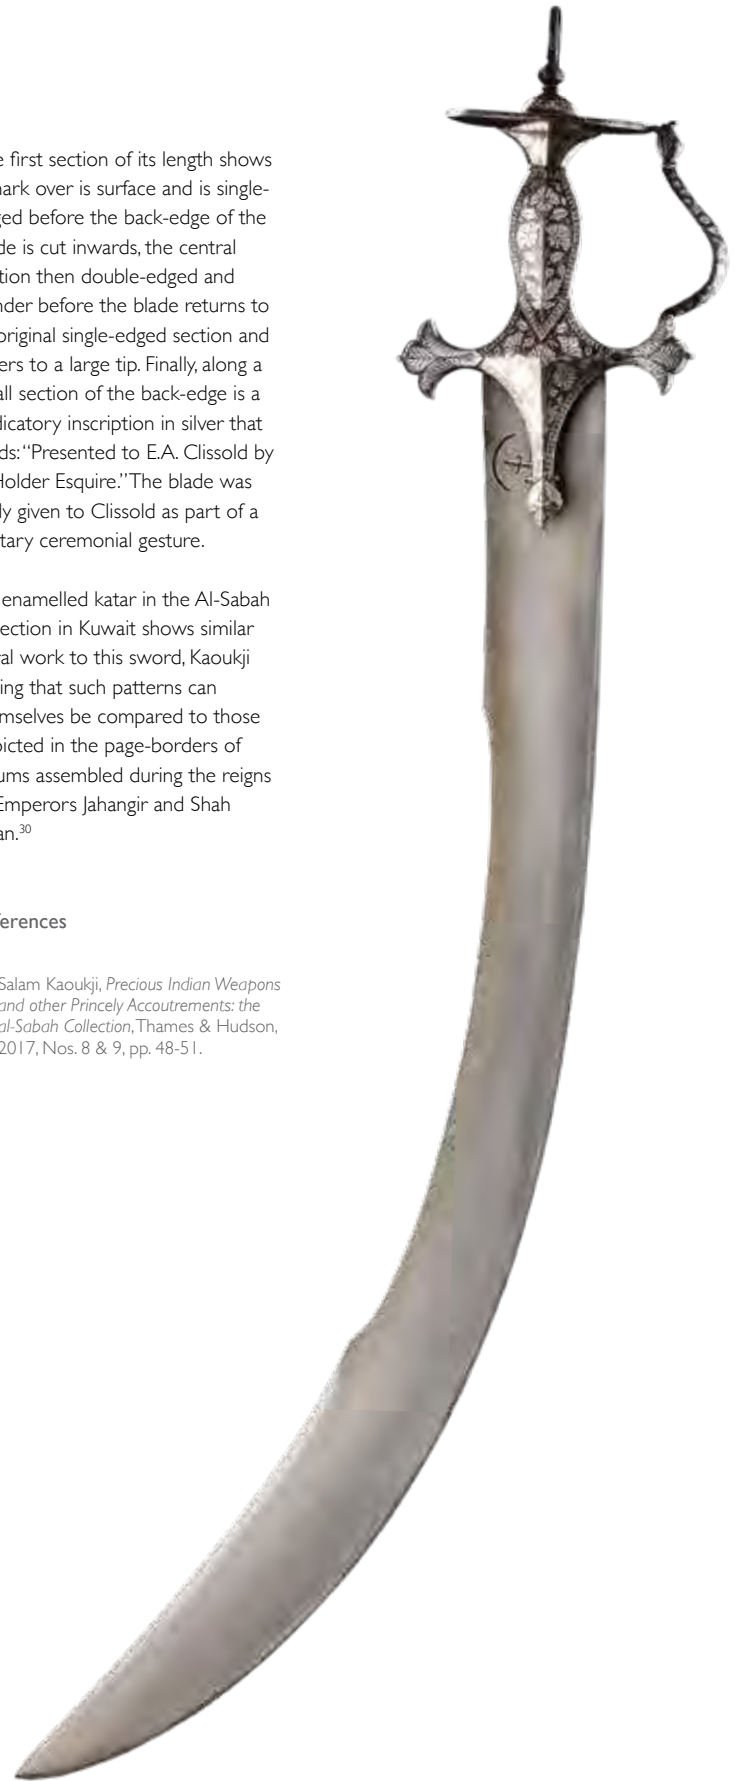 e first section of its length shows
nark over is surface and is single-
ged before the back-edge of the
de is cut inwards, the central
tion then double-edged and
nder before the blade returns to
original single-edged section and
ers to a large tip. Finally, along a
all section of the back-edge is a
dicatory inscription in silver that
ds: “Presented to E.A. Clissold by
Holder Esquire.” The blade was
ly given to Clissold as part of a
itary ceremonial gesture.
enamelled katar in the Al-Sabah
ection in Kuwait shows similar
al work to this sword, Kaoukji
ing that such patterns can
mselves be compared to those
picted in the page-borders of
ums assembled during the reigns
Emperors Jahangir and Shah
an.30
erences
Salam Kaoukji, Precious Indian Weapons
and other Princely Accoutrements: the
al-Sabah Collection, Thames & Hudson,
2017, Nos. 8 & 9, pp. 48-51.